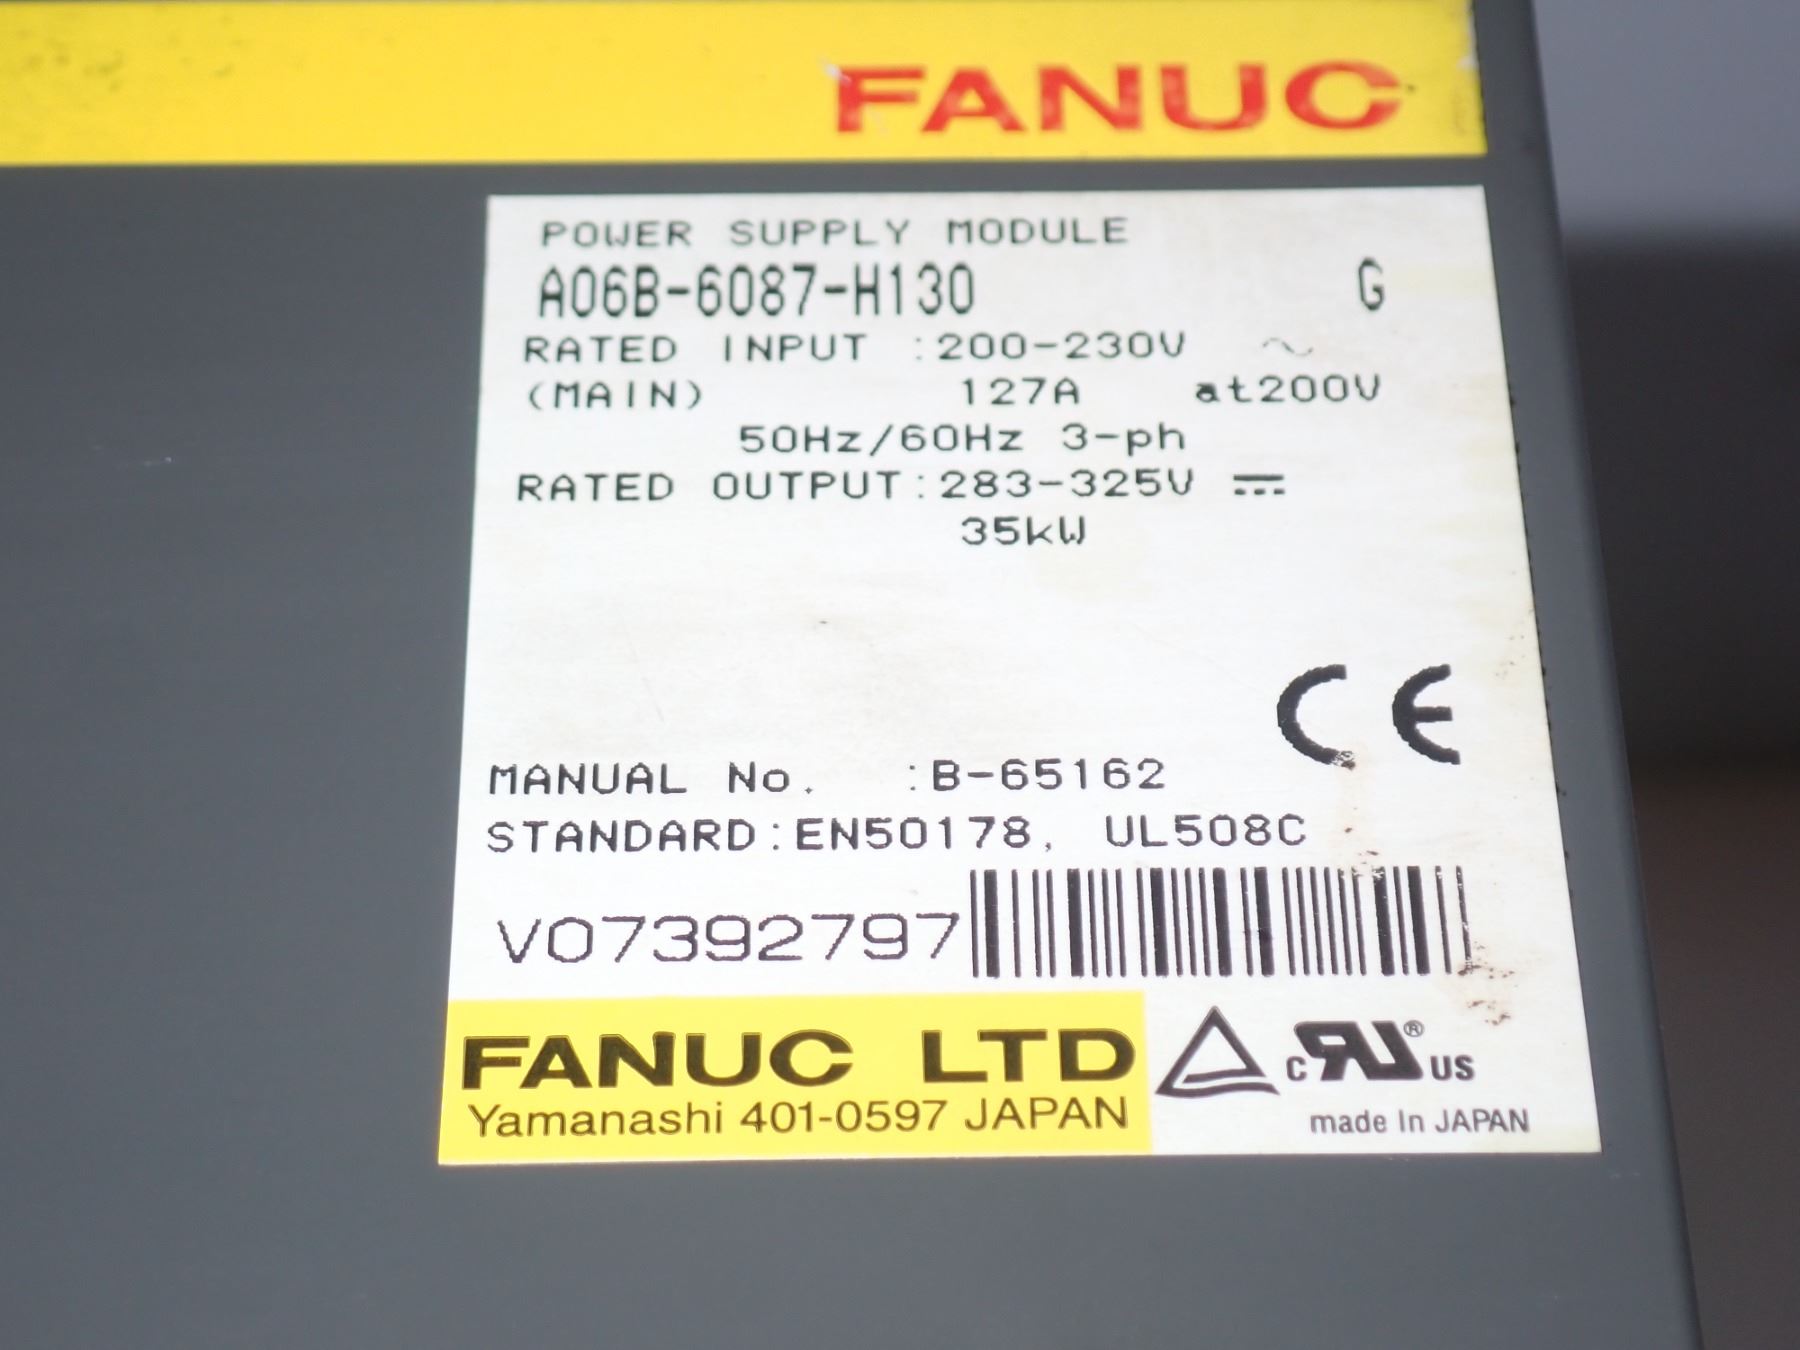 FANUC
POWER SUPPLY MODULE
A06B-6087-H130 G
RATED INPUT :200-230V ~
(MAIN) 127A at200V
50Hz/60Hz 3-ph
RATED OUTPUT:283-325V ⎓
35kW
CE
MANUAL No. :B-65162
STANDARD:EN50178, UL508C
V07392797
FANUC LTD
Yamanashi 401-0597 JAPAN
c RU ® US
made In JAPAN